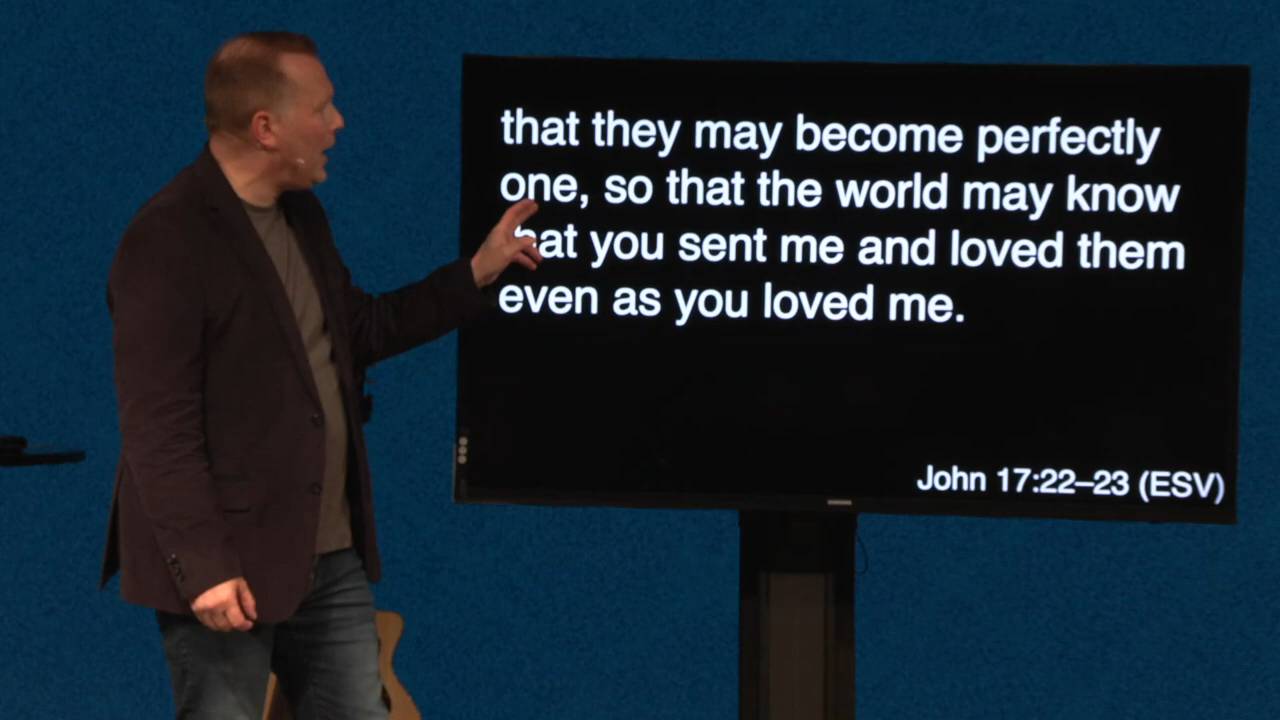 that they may become perfectly
one, so that the world may know
that you sent me and loved them
even as you loved me.
John 17:22–23 (ESV)